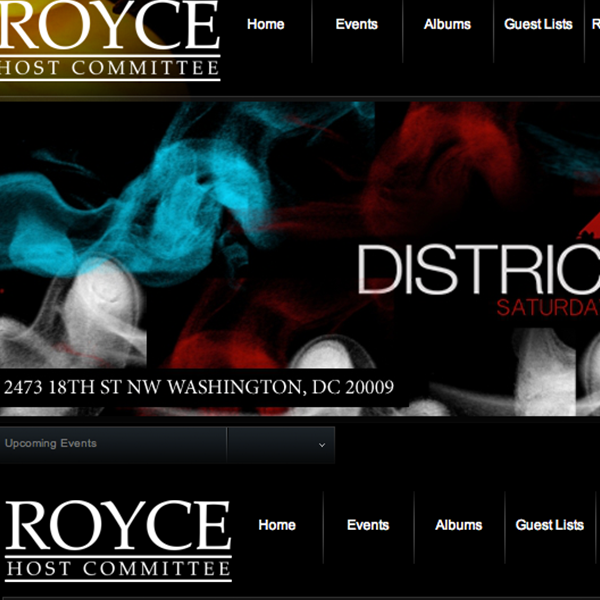 ROYCE
HOST COMMITTEE
Home Events Albums Guest Lists R
DISTRIC
SATURDA
2473 18TH ST NW WASHINGTON, DC 20009
Upcoming Events
ROYCE
HOST COMMITTEE
Home Events Albums Guest Lists